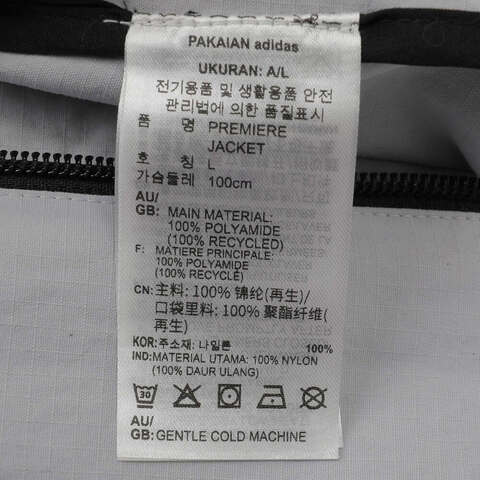 PAKAIAN adidas
UKURAN: A/L
전기용품 및 생활용품 안전
관리법에 의한 품질표시
품 명 PREMIERE
JACKET
호 칭 L
가슴둘레 100cm
AU/
GB: MAIN MATERIAL:
100% POLYAMIDE
(100% RECYCLED)
F: MATIERE PRINCIPALE:
100% POLYAMIDE
(100% RECYCLÉ)
CN: 主料: 100% 锦纶(再生)/
口袋里料: 100% 聚酯纤维(
再生)
KOR: 주소재: 나일론 100%
IND: MATERIAL UTAMA: 100% NYLON
(100% DAUR ULANG)
30
AU/
GB: GENTLE COLD MACHINE